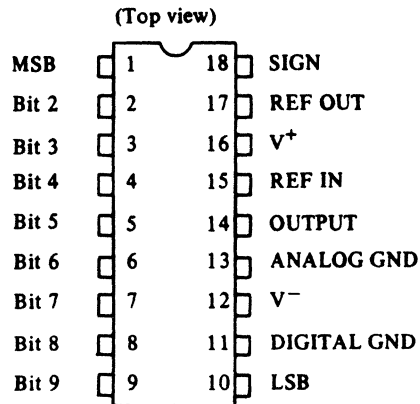 (Top view)
MSB 1 18 SIGN
Bit 2 2 17 REF OUT
Bit 3 3 16 V+
Bit 4 4 15 REF IN
Bit 5 5 14 OUTPUT
Bit 6 6 13 ANALOG GND
Bit 7 7 12 V−
Bit 8 8 11 DIGITAL GND
Bit 9 9 10 LSB